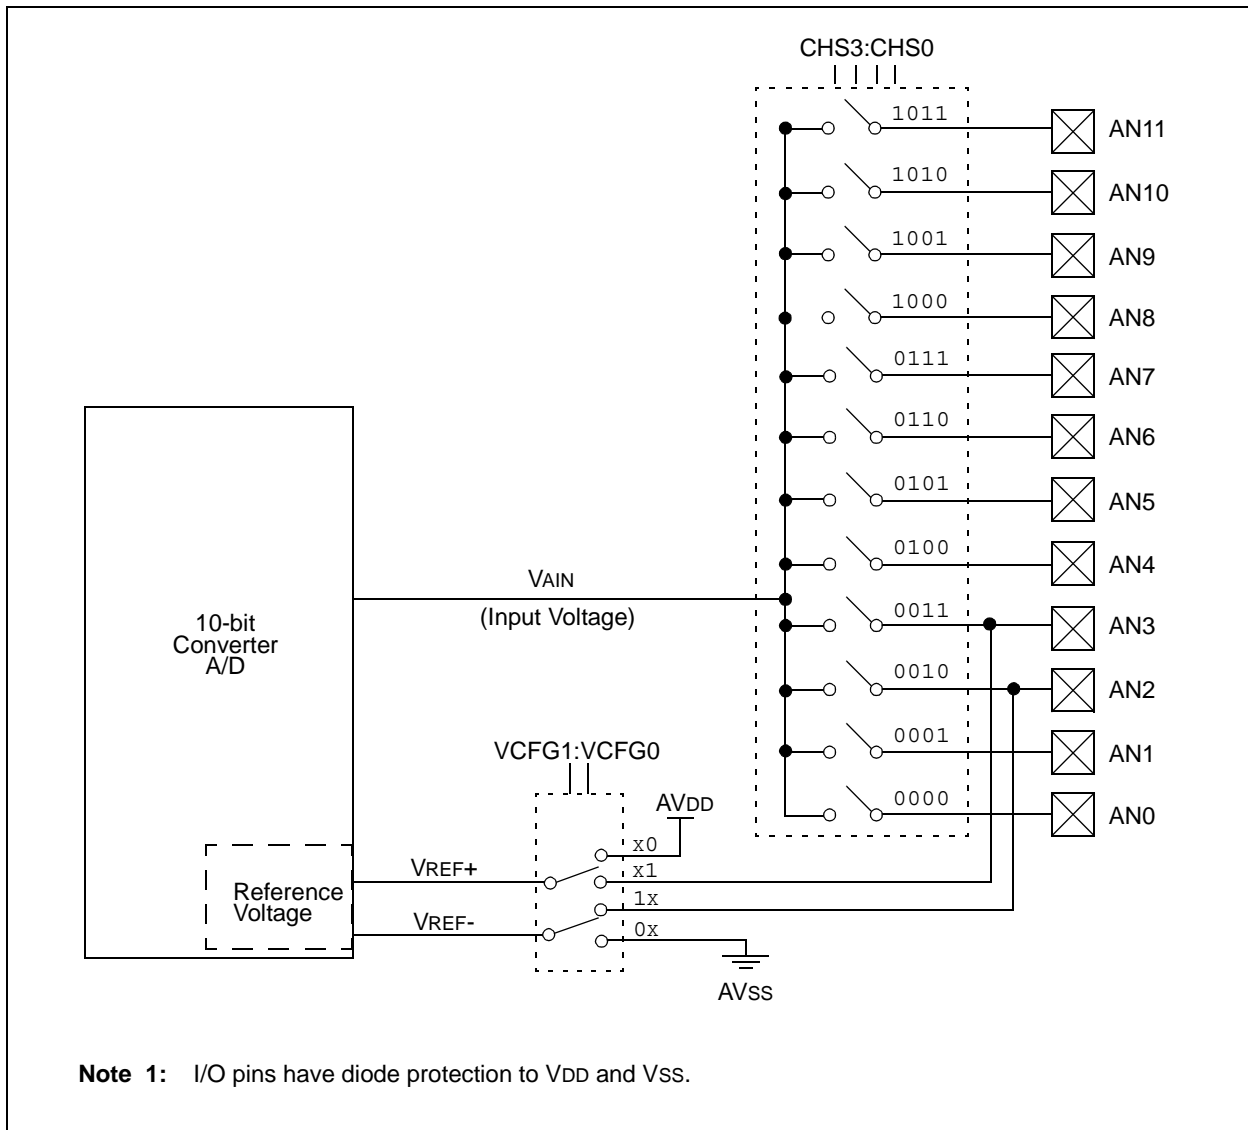 CHS3:CHS0
1011 AN11
1010 AN10
1001 AN9
1000 AN8
0111 AN7
0110 AN6
0101 AN5
0100 AN4
VAIN
(Input Voltage)
0011 AN3
10-bit
Converter
A/D
0010 AN2
0001 AN1
VCFG1:VCFG0
0000 AN0
AVDD
x0
VREF+
x1
Reference
Voltage
1x
VREF-
0x
AVSS
Note 1: I/O pins have diode protection to VDD and VSS.